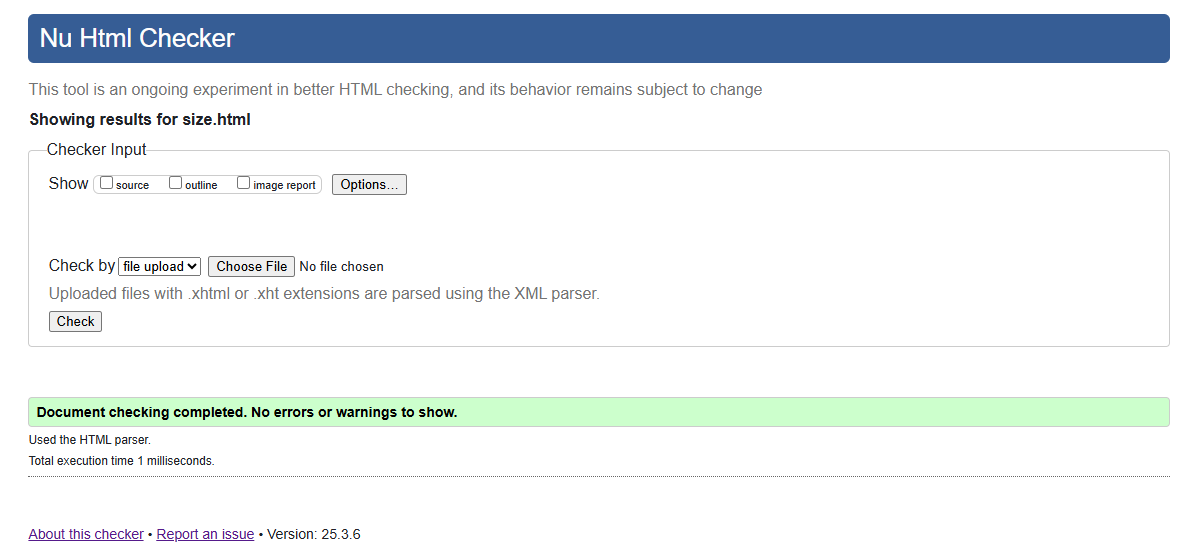 Nu Html Checker
This tool is an ongoing experiment in better HTML checking, and its behavior remains subject to change
Showing results for size.html
Checker Input
Show source outline image report Options...
Check by file upload Choose File No file chosen
Uploaded files with .xhtml or .xht extensions are parsed using the XML parser.
Check
Document checking completed. No errors or warnings to show.
Used the HTML parser.
Total execution time 1 milliseconds.
About this checker • Report an issue • Version: 25.3.6